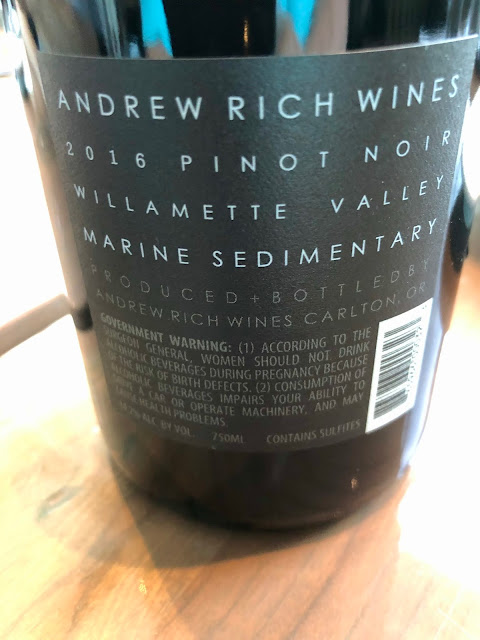 ANDREW RICH WINES
2016 PINOT NOIR
WILLAMETTE VALLEY
MARINE SEDIMENTARY
PRODUCED + BOTTLED BY
ANDREW RICH WINES CARLTON, OR
GOVERNMENT WARNING: (1) ACCORDING TO THE
SURGEON GENERAL, WOMEN SHOULD NOT DRINK
ALCOHOLIC BEVERAGES DURING PREGNANCY BECAUSE
OF THE RISK OF BIRTH DEFECTS. (2) CONSUMPTION OF
ALCOHOLIC BEVERAGES IMPAIRS YOUR ABILITY TO
DRIVE A CAR OR OPERATE MACHINERY, AND MAY
CAUSE HEALTH PROBLEMS.
ALC BY VOL. 750ML CONTAINS SULFITES